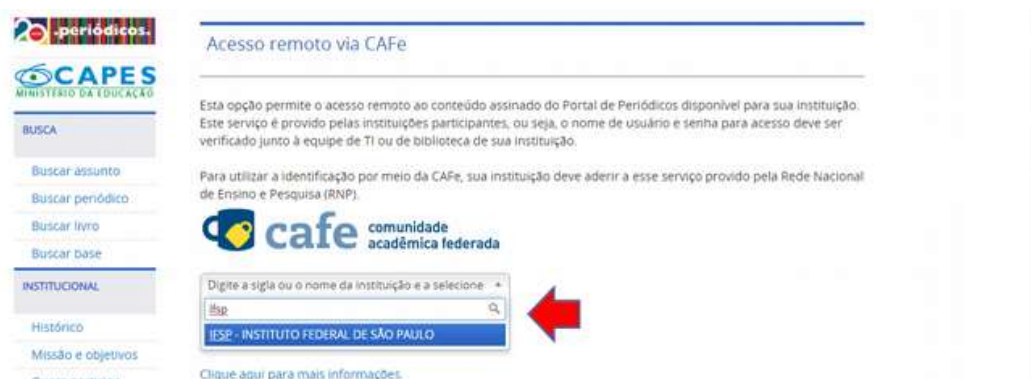 .periódicos.
CAPES
MINISTÉRIO DA EDUCAÇÃO
BUSCA
Buscar assunto
Buscar periódico
Buscar livro
Buscar base
INSTITUCIONAL
Histórico
Missão e objetivos
Acesso remoto via CAFe
Esta opção permite o acesso remoto ao conteúdo assinado do Portal de Periódicos disponível para sua instituição.
Este serviço é provido pelas instituições participantes, ou seja, o nome de usuário e senha para acesso deve ser
verificado junto à equipe de TI ou de biblioteca de sua instituição.
Para utilizar a identificação por meio da CAFe, sua instituição deve aderir a esse serviço provido pela Rede Nacional
de Ensino e Pesquisa (RNP).
cafe comunidade
acadêmica federada
Digite a sigla ou o nome da instituição e a selecione
ifsp
IFSP - INSTITUTO FEDERAL DE SÃO PAULO
Clique aqui para mais informações.